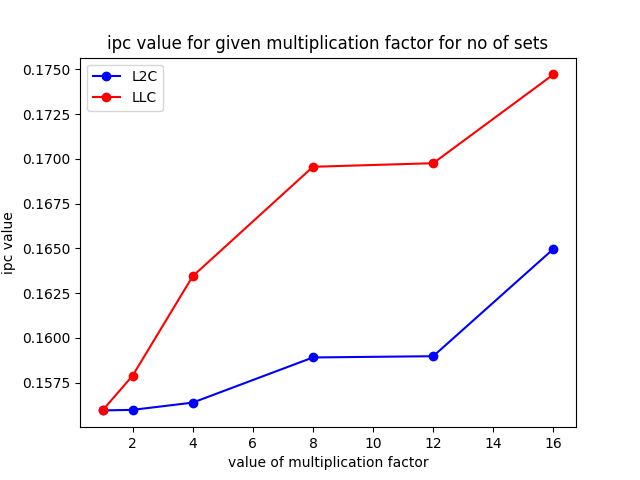 ipc value for given multiplication factor for no of sets
L2C
LLC
0.1750
0.1725
0.1700
0.1675
0.1650
0.1625
0.1600
0.1575
ipc value
2 4 6 8 10 12 14 16
value of multiplication factor